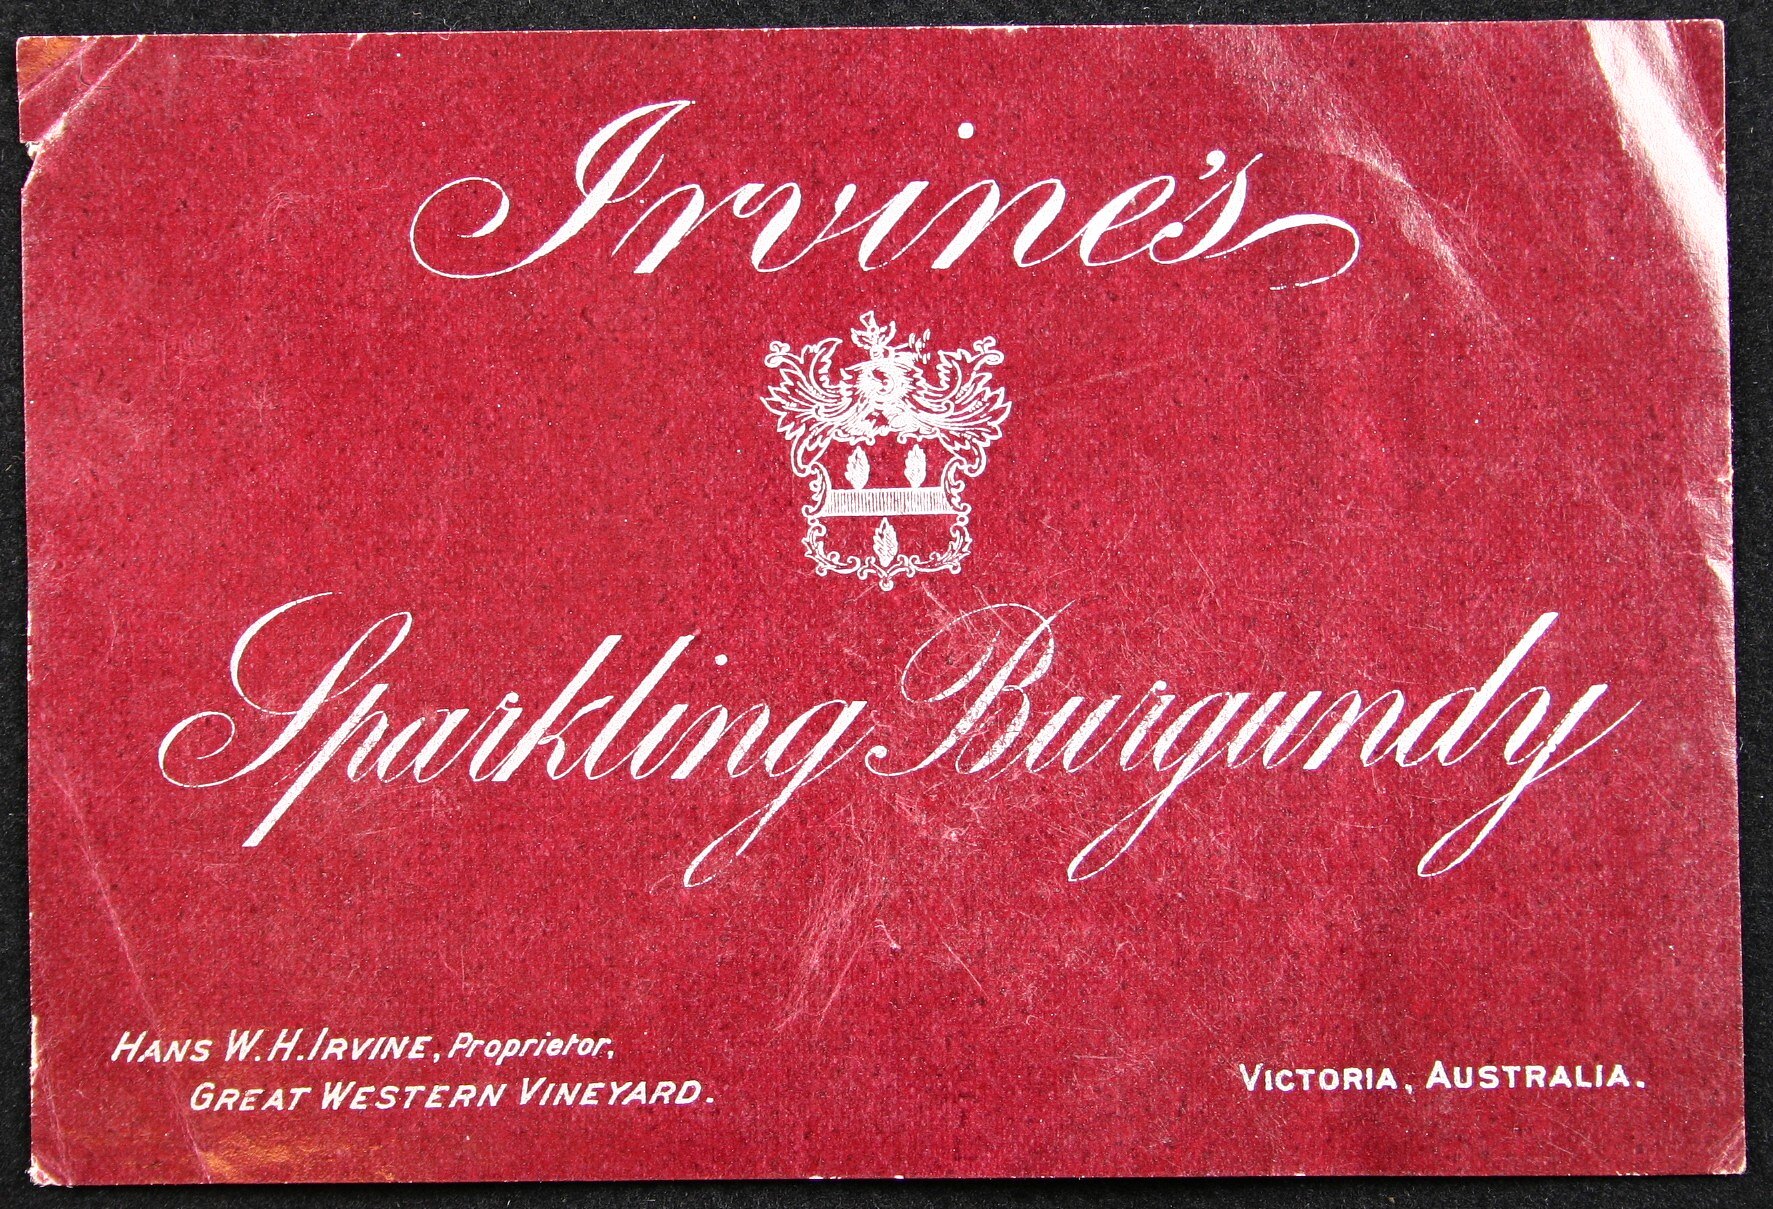 Irvine's
Sparkling Burgundy
HANS W. H. IRVINE, Proprietor,
GREAT WESTERN VINEYARD.
VICTORIA, AUSTRALIA.